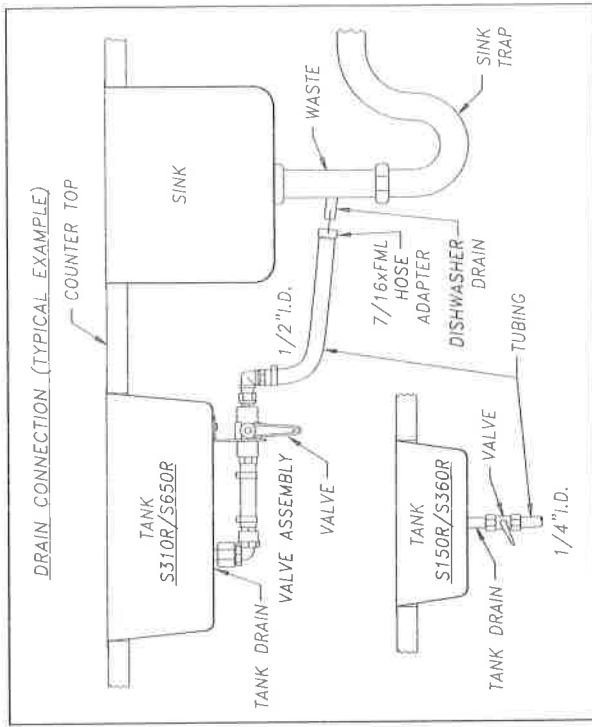 DRAIN CONNECTION (TYPICAL EXAMPLE)
COUNTER TOP
TANK
S310R/S650R
SINK
TANK DRAIN
VALVE ASSEMBLY
VALVE
1/2"I.D.
7/16xFML
HOSE
ADAPTER
DISHWASHER
DRAIN
WASTE
SINK
TRAP
TANK
S150R/S360R
TANK DRAIN
VALVE
1/4"I.D.
TUBING